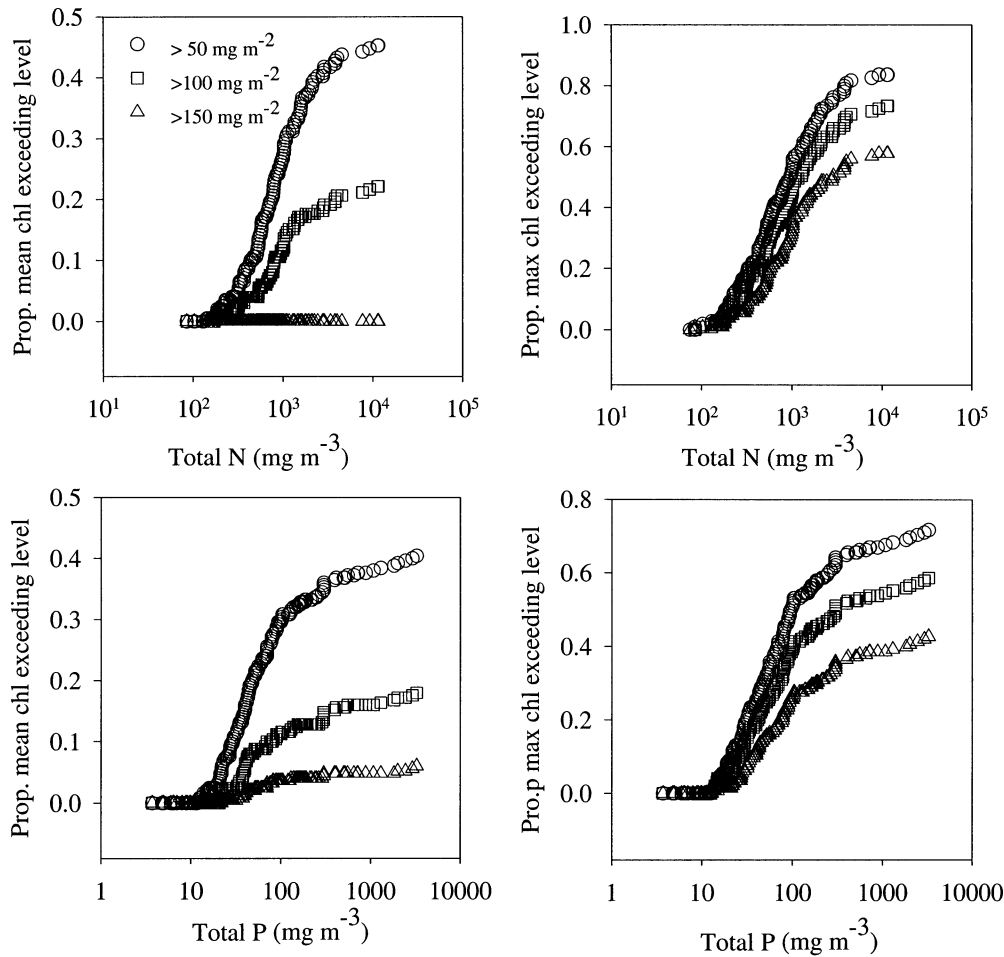 Prop. mean chl exceeding level
0.5
0.4
0.3
0.2
0.1
0.0
> 50 mg m⁻²
>100 mg m⁻²
>150 mg m⁻²
10¹ 10² 10³ 10⁴ 10⁵
Total N (mg m⁻³)
Prop. max chl exceeding level
1.0
0.8
0.6
0.4
0.2
0.0
10¹ 10² 10³ 10⁴ 10⁵
Total N (mg m⁻³)
Prop. mean chl exceeding level
0.5
0.4
0.3
0.2
0.1
0.0
1 10 100 1000 10000
Total P (mg m⁻³)
Pro.p max chl exceeding level
0.8
0.6
0.4
0.2
0.0
1 10 100 1000 10000
Total P (mg m⁻³)